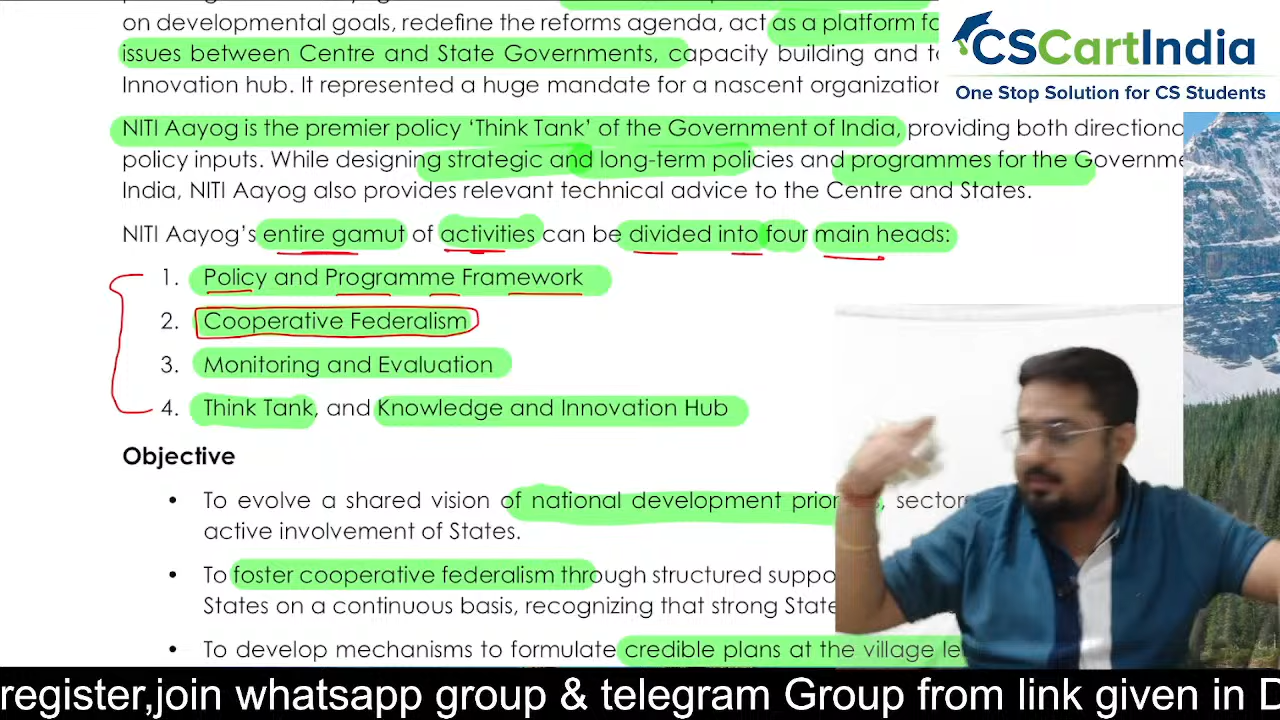 on developmental goals, redefine the reforms agenda, act as a platform
issues between Centre and State Governments, capacity building and
Innovation hub. It represented a huge mandate for a nascent organization
CSCartIndia
One Stop Solution for CS Students
NITI Aayog is the premier policy ‘Think Tank’ of the Government of India, providing both
policy inputs. While designing strategic and long-term policies and programmes for the
India, NITI Aayog also provides relevant technical advice to the Centre and States.
NITI Aayog’s entire gamut of activities can be divided into four main heads:
1. Policy and Programme Framework
2. Cooperative Federalism
3. Monitoring and Evaluation
4. Think Tank, and Knowledge and Innovation Hub
Objective
• To evolve a shared vision of national development
active involvement of States.
• To foster cooperative federalism through structured
States on a continuous basis, recognizing that strong
• To develop mechanisms to formulate credible plans at the village
register,join whatsapp group & telegram Group from link given in